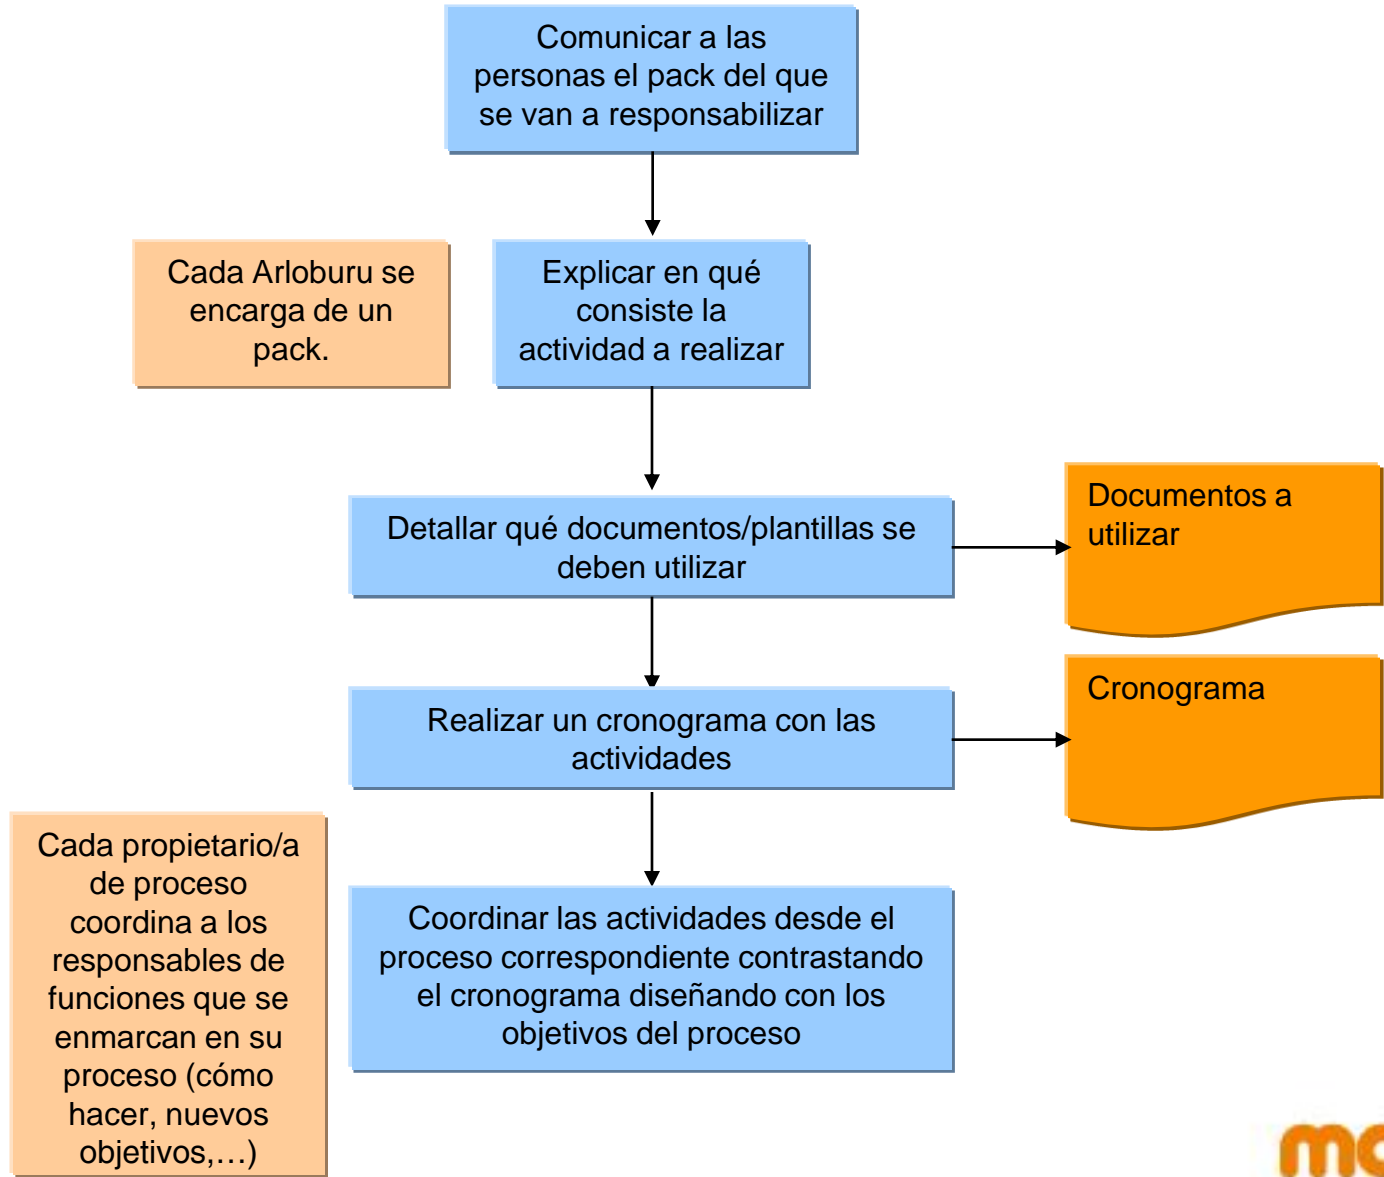 Comunicar a las
personas el pack del que
se van a responsabilizar
Cada Arloburu se
encarga de un
pack.
Explicar en qué
consiste la
actividad a realizar
Detallar qué documentos/plantillas se
deben utilizar
Documentos a
utilizar
Realizar un cronograma con las
actividades
Cronograma
Cada propietario/a
de proceso
coordina a los
responsables de
funciones que se
enmarcan en su
proceso (cómo
hacer, nuevos
objetivos,…)
Coordinar las actividades desde el
proceso correspondiente contrastando
el cronograma diseñando con los
objetivos del proceso